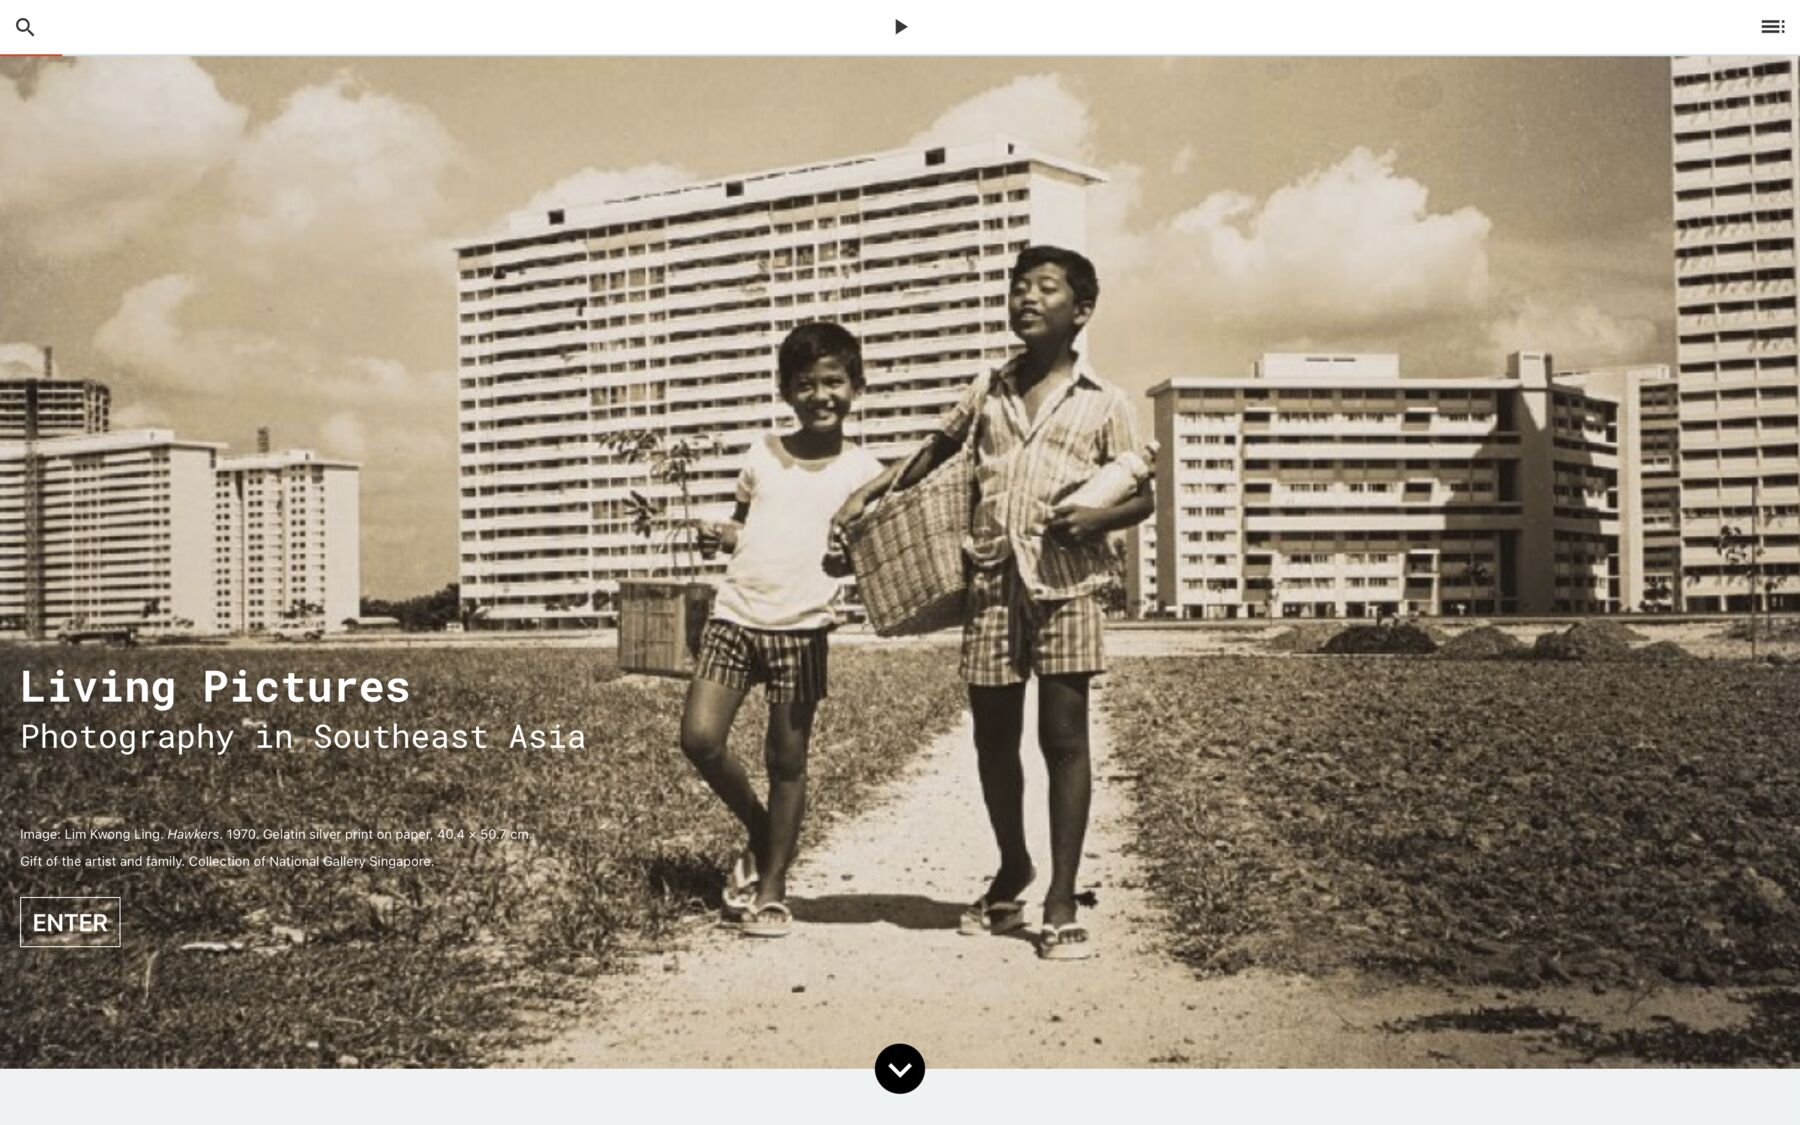 Living Pictures
Photography in Southeast Asia
Image: Lim Kwong Ling. Hawkers. 1970. Gelatin silver print on paper, 40.4 × 50.7 cm..
Gift of the artist and family. Collection of National Gallery Singapore.
ENTER